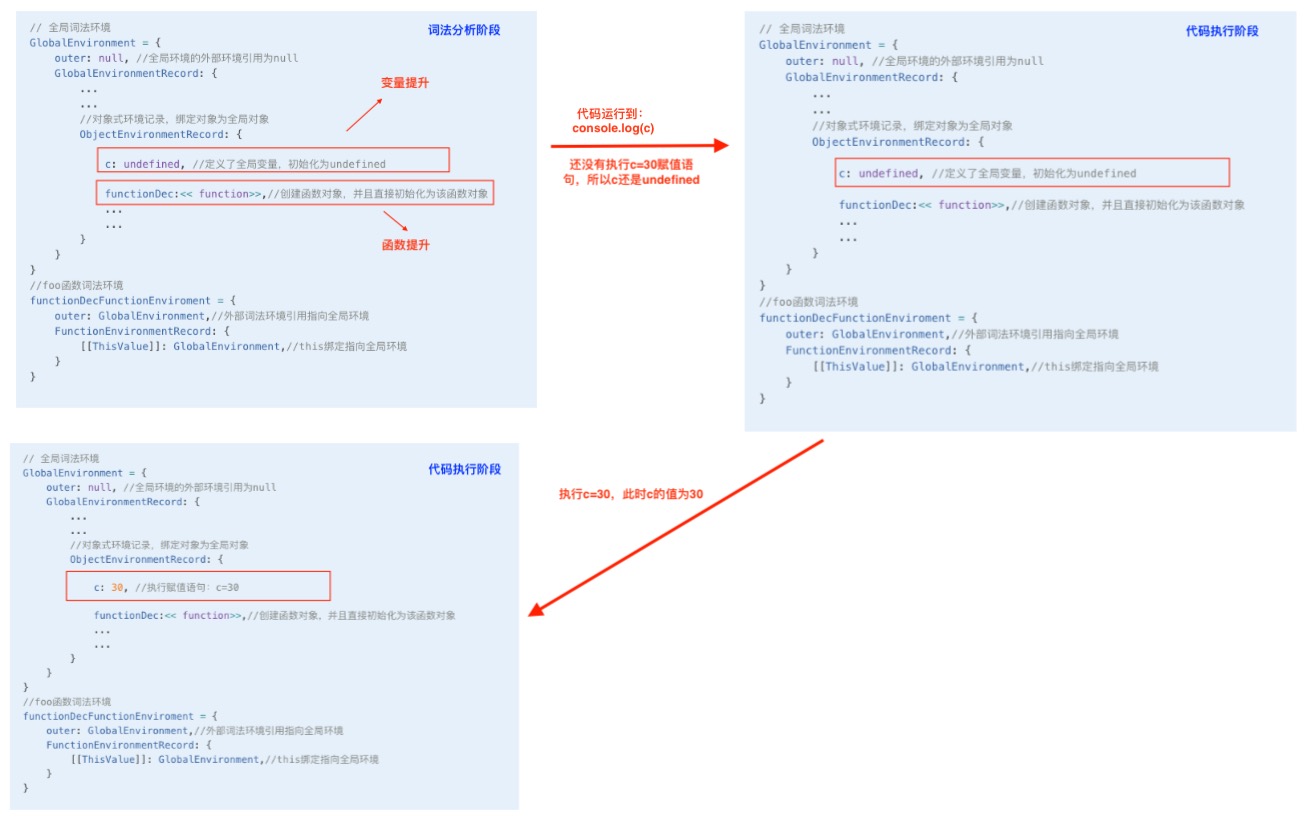 // 全局词法环境
词法分析阶段
GlobalEnvironment = {
outer: null, //全局环境的外部环境引用为null
GlobalEnvironmentRecord: {
...
...
//对象式环境记录，绑定对象为全局对象
ObjectEnvironmentRecord: {
变量提升
c: undefined, //定义了全局变量，初始化为undefined
functionDec:<< function>>,//创建函数对象，并且直接初始化为该函数对象
...
...
函数提升
}
}
}
//foo函数词法环境
functionDecFunctionEnviroment = {
outer: GlobalEnvironment,//外部词法环境引用指向全局环境
FunctionEnvironmentRecord: {
[[ThisValue]]: GlobalEnvironment,//this绑定指向全局环境
}
}
代码运行到：
console.log(c)
还没有执行c=30赋值语
句，所以c还是undefined
// 全局词法环境
代码执行阶段
GlobalEnvironment = {
outer: null, //全局环境的外部环境引用为null
GlobalEnvironmentRecord: {
...
...
//对象式环境记录，绑定对象为全局对象
ObjectEnvironmentRecord: {
c: undefined, //定义了全局变量，初始化为undefined
functionDec:<< function>>,//创建函数对象，并且直接初始化为该函数对象
...
...
}
}
}
//foo函数词法环境
functionDecFunctionEnviroment = {
outer: GlobalEnvironment,//外部词法环境引用指向全局环境
FunctionEnvironmentRecord: {
[[ThisValue]]: GlobalEnvironment,//this绑定指向全局环境
}
}
执行c=30，此时c的值为30
// 全局词法环境
代码执行阶段
GlobalEnvironment = {
outer: null, //全局环境的外部环境引用为null
GlobalEnvironmentRecord: {
...
...
//对象式环境记录，绑定对象为全局对象
ObjectEnvironmentRecord: {
c: 30, //执行赋值语句：c=30
functionDec:<< function>>,//创建函数对象，并且直接初始化为该函数对象
...
...
}
}
}
//foo函数词法环境
functionDecFunctionEnviroment = {
outer: GlobalEnvironment,//外部词法环境引用指向全局环境
FunctionEnvironmentRecord: {
[[ThisValue]]: GlobalEnvironment,//this绑定指向全局环境
}
}